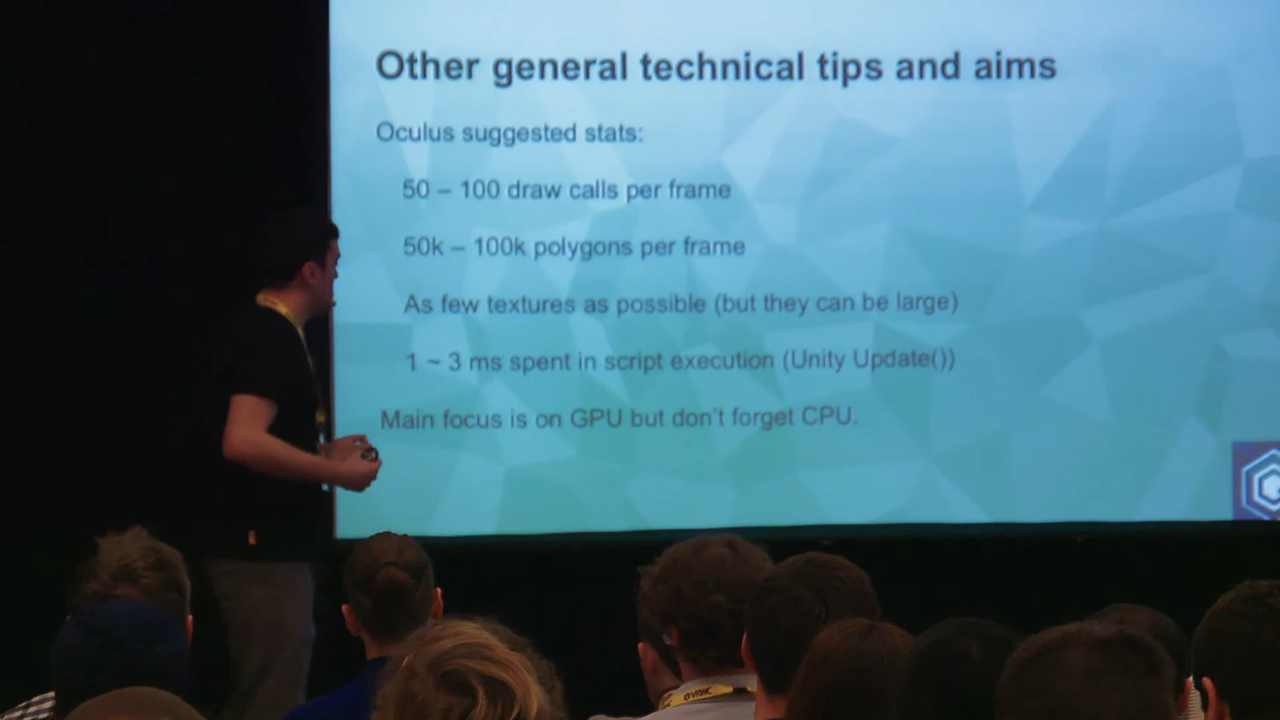 Other general technical tips and aims
Oculus suggested stats:
50 – 100 draw calls per frame
50k – 100k polygons per frame
As few textures as possible (but they can be large)
1 ~ 3 ms spent in script execution (Unity Update())
Main focus is on GPU but don't forget CPU.